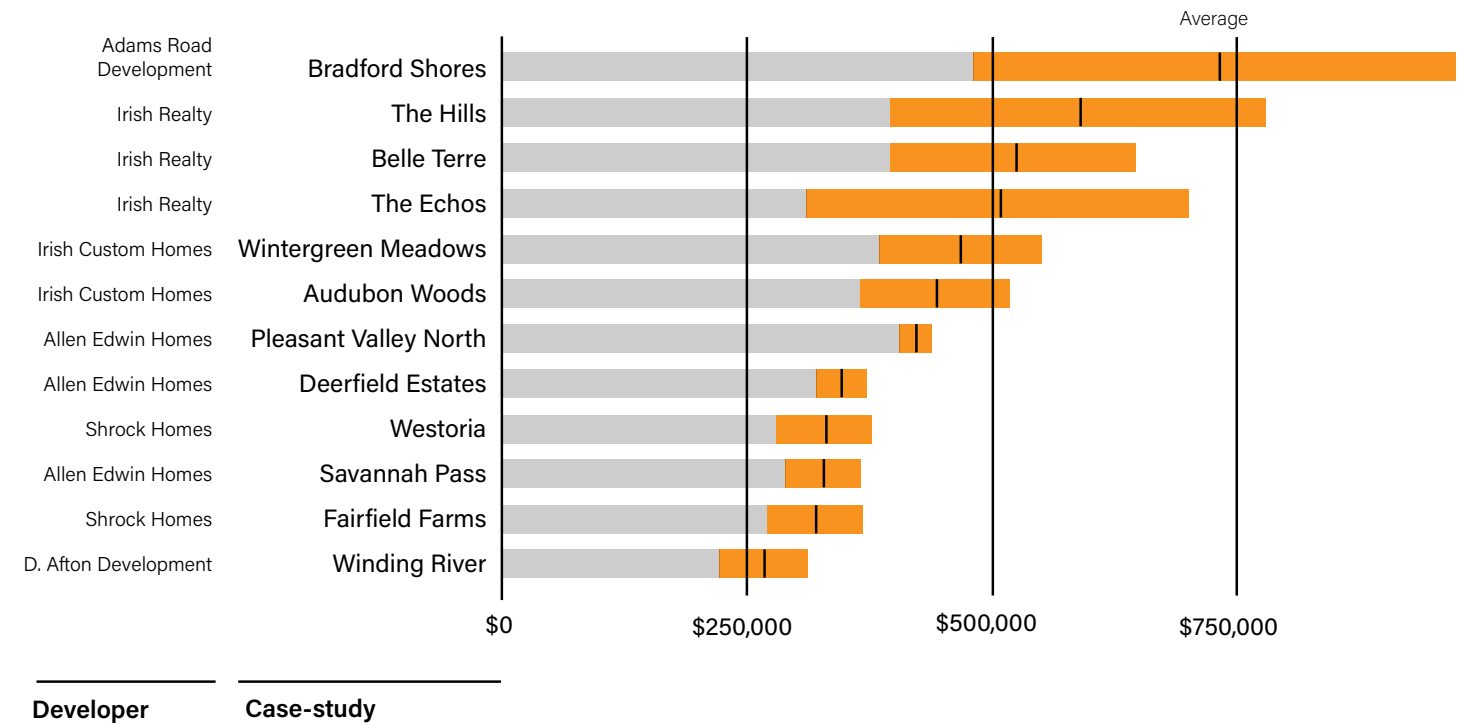 Average
Adams Road
Development
Bradford Shores
Irish Realty
The Hills
Irish Realty
Belle Terre
Irish Realty
The Echos
Irish Custom Homes
Wintergreen Meadows
Irish Custom Homes
Audubon Woods
Allen Edwin Homes
Pleasant Valley North
Allen Edwin Homes
Deerfield Estates
Shrock Homes
Westoria
Allen Edwin Homes
Savannah Pass
Shrock Homes
Fairfield Farms
D. Afton Development
Winding River
$0
$250,000
$500,000
$750,000
Developer
Case-study